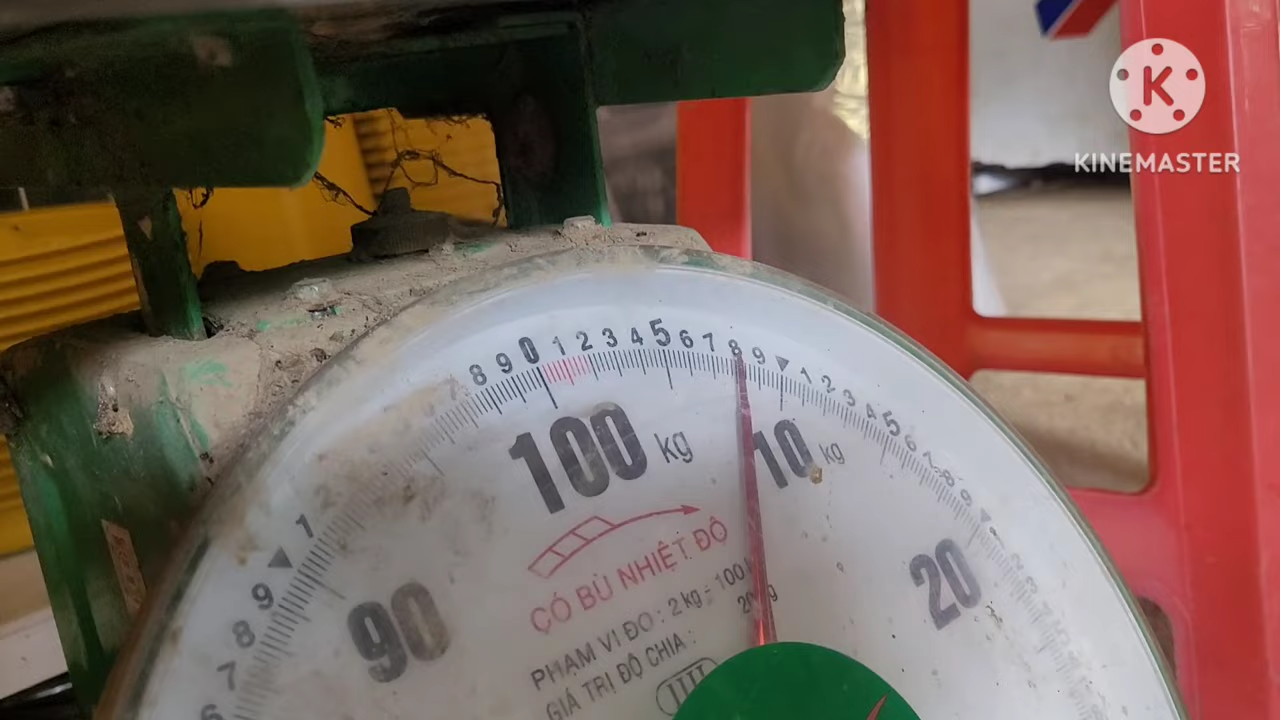 K
KINEMASTER
8 9 0 1 2 3 4 5 6 7 8 9 1 2 3 4 5 6 7 8 9
100 kg
10 kg
20
1
9
8
7
6
90
CÓ BÙ NHIỆT ĐỘ
PHẠM VI ĐO : 2 kg - 100
GIÁ TRỊ ĐỘ CHIA :